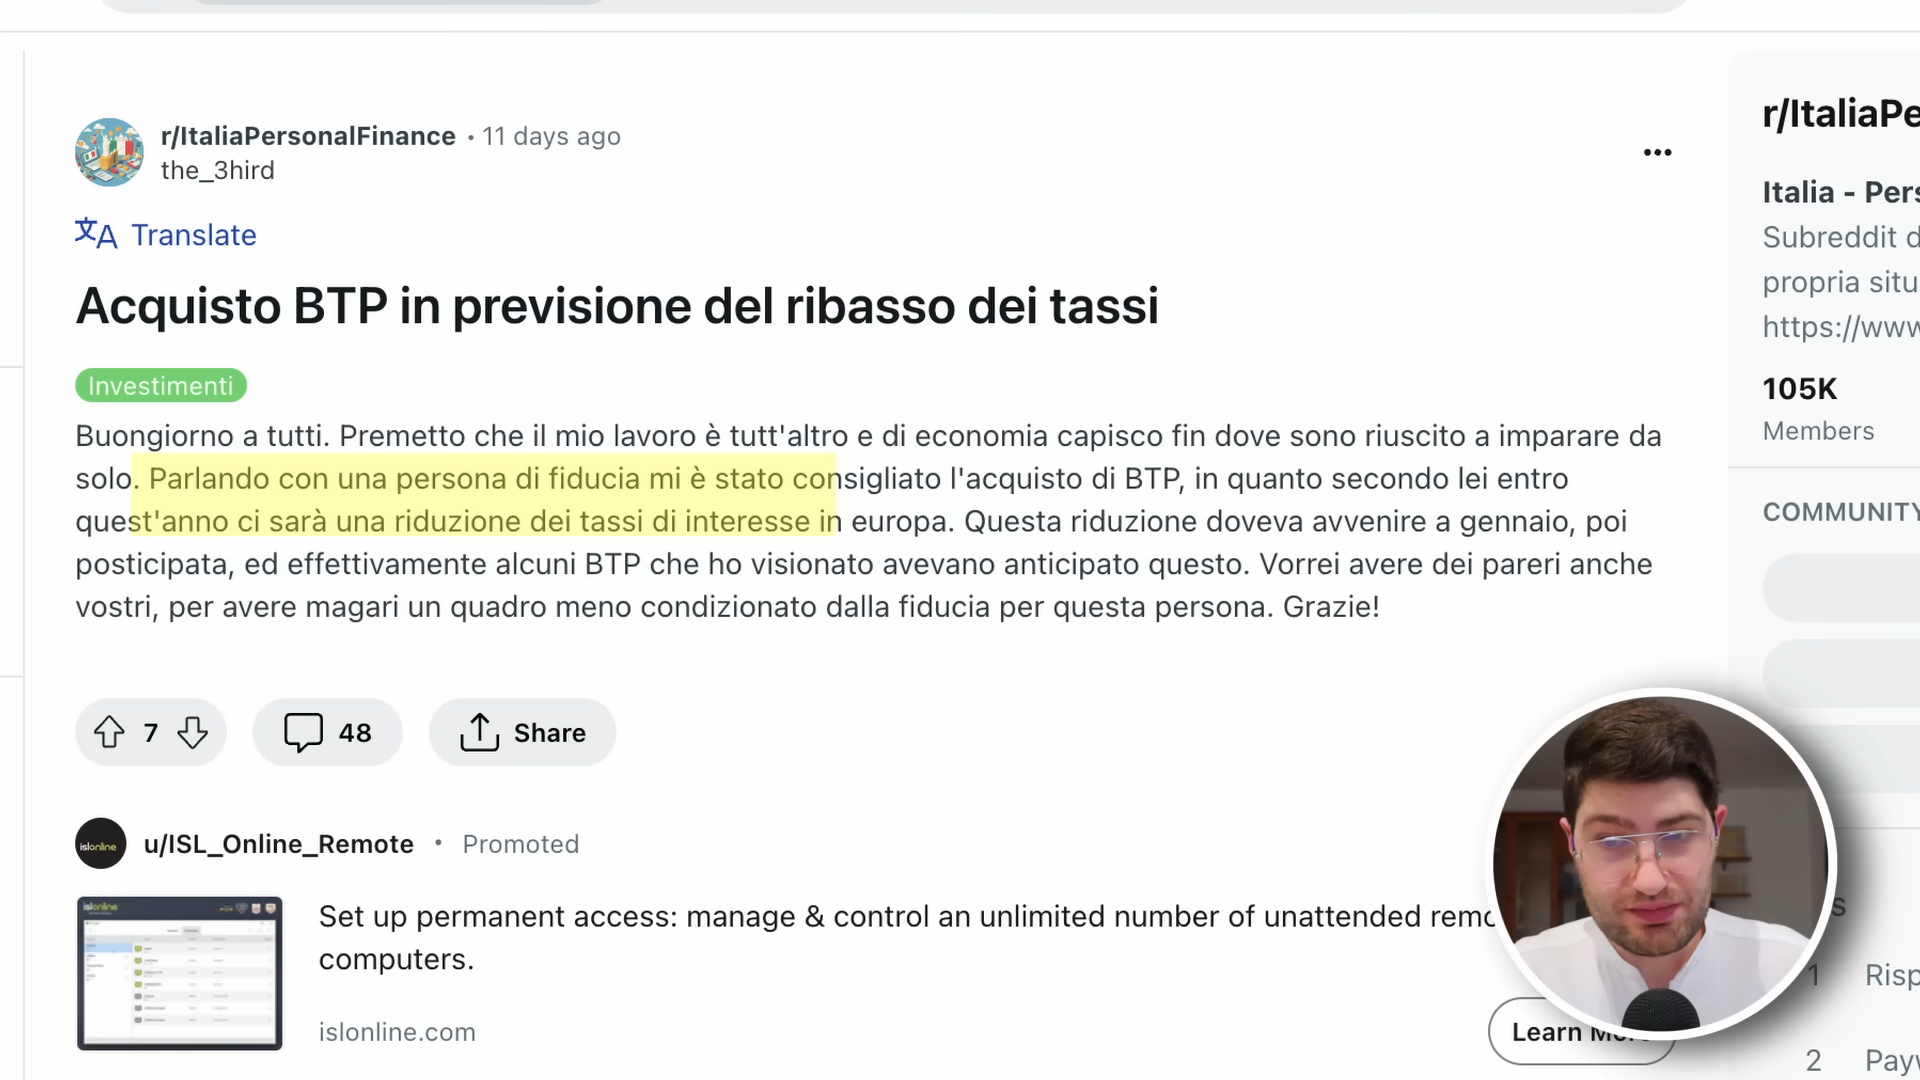 r/ItaliaPersonalFinance • 11 days ago
the_3hird
Translate
Acquisto BTP in previsione del ribasso dei tassi
Investimenti
Buongiorno a tutti. Premetto che il mio lavoro è tutt'altro e di economia capisco fin dove sono riuscito a imparare da
solo. Parlando con una persona di fiducia mi è stato consigliato l'acquisto di BTP, in quanto secondo lei entro
quest'anno ci sarà una riduzione dei tassi di interesse in europa. Questa riduzione doveva avvenire a gennaio, poi
posticipata, ed effettivamente alcuni BTP che ho visionato avevano anticipato questo. Vorrei avere dei pareri anche
vostri, per avere magari un quadro meno condizionato dalla fiducia per questa persona. Grazie!
7
48
Share
islonline
u/ISL_Online_Remote • Promoted
islonline
Set up permanent access: manage & control an unlimited number of unattended
computers.
islonline.com
Learn
r/ItaliaPe
Italia - Pers
Subreddit d
propria situ
https://www
105K
Members
COMMUNITY
1 Risp
2 Payw